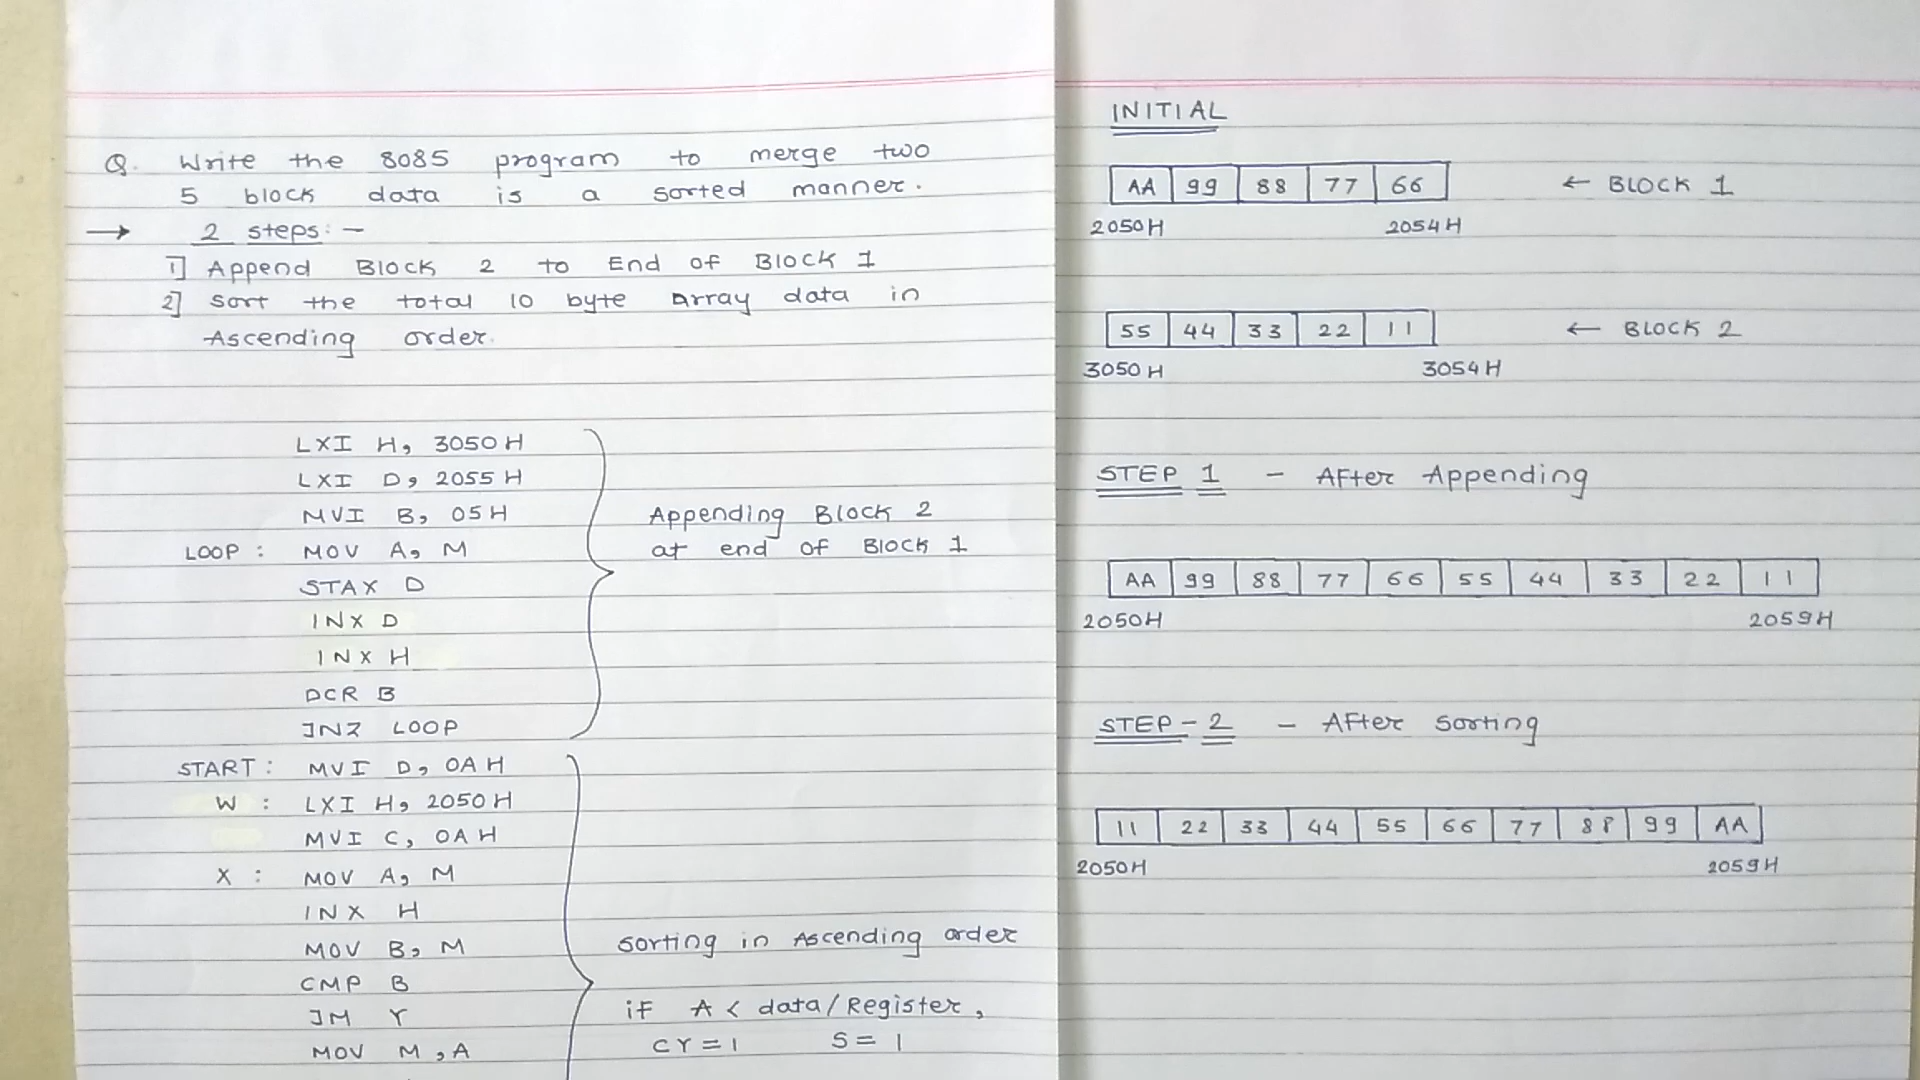 Q. Write the 8085 program to merge two
5 block data is a sorted manner.
→ 2 steps: -
1] Append Block 2 to End of Block 1
2] sort the total 10 byte array data in
Ascending order.
LXI H, 3050 H
LXI D, 2055 H
MVI B, 05H
LOOP : MOV A, M
STAX D
INX D
INX H
DCR B
JNZ LOOP
Appending Block 2
at end of Block 1
START : MVI D, 0A H
W : LXI H, 2050 H
MVI C, 0A H
X : MOV A, M
INX H
MOV B, M
CMP B
JM Y
MOV M, A
Sorting in Ascending order
if A < data/Register,
CY = 1 S = 1
INITIAL
AA 99 88 77 66 ← BLOCK 1
2050H 2054H
55 44 33 22 11 ← BLOCK 2
3050 H 3054 H
STEP 1 - After Appending
AA 99 88 77 66 55 44 33 22 11
2050H 2059H
STEP - 2 - After sorting
11 22 33 44 55 66 77 88 99 AA
2050H 2059H